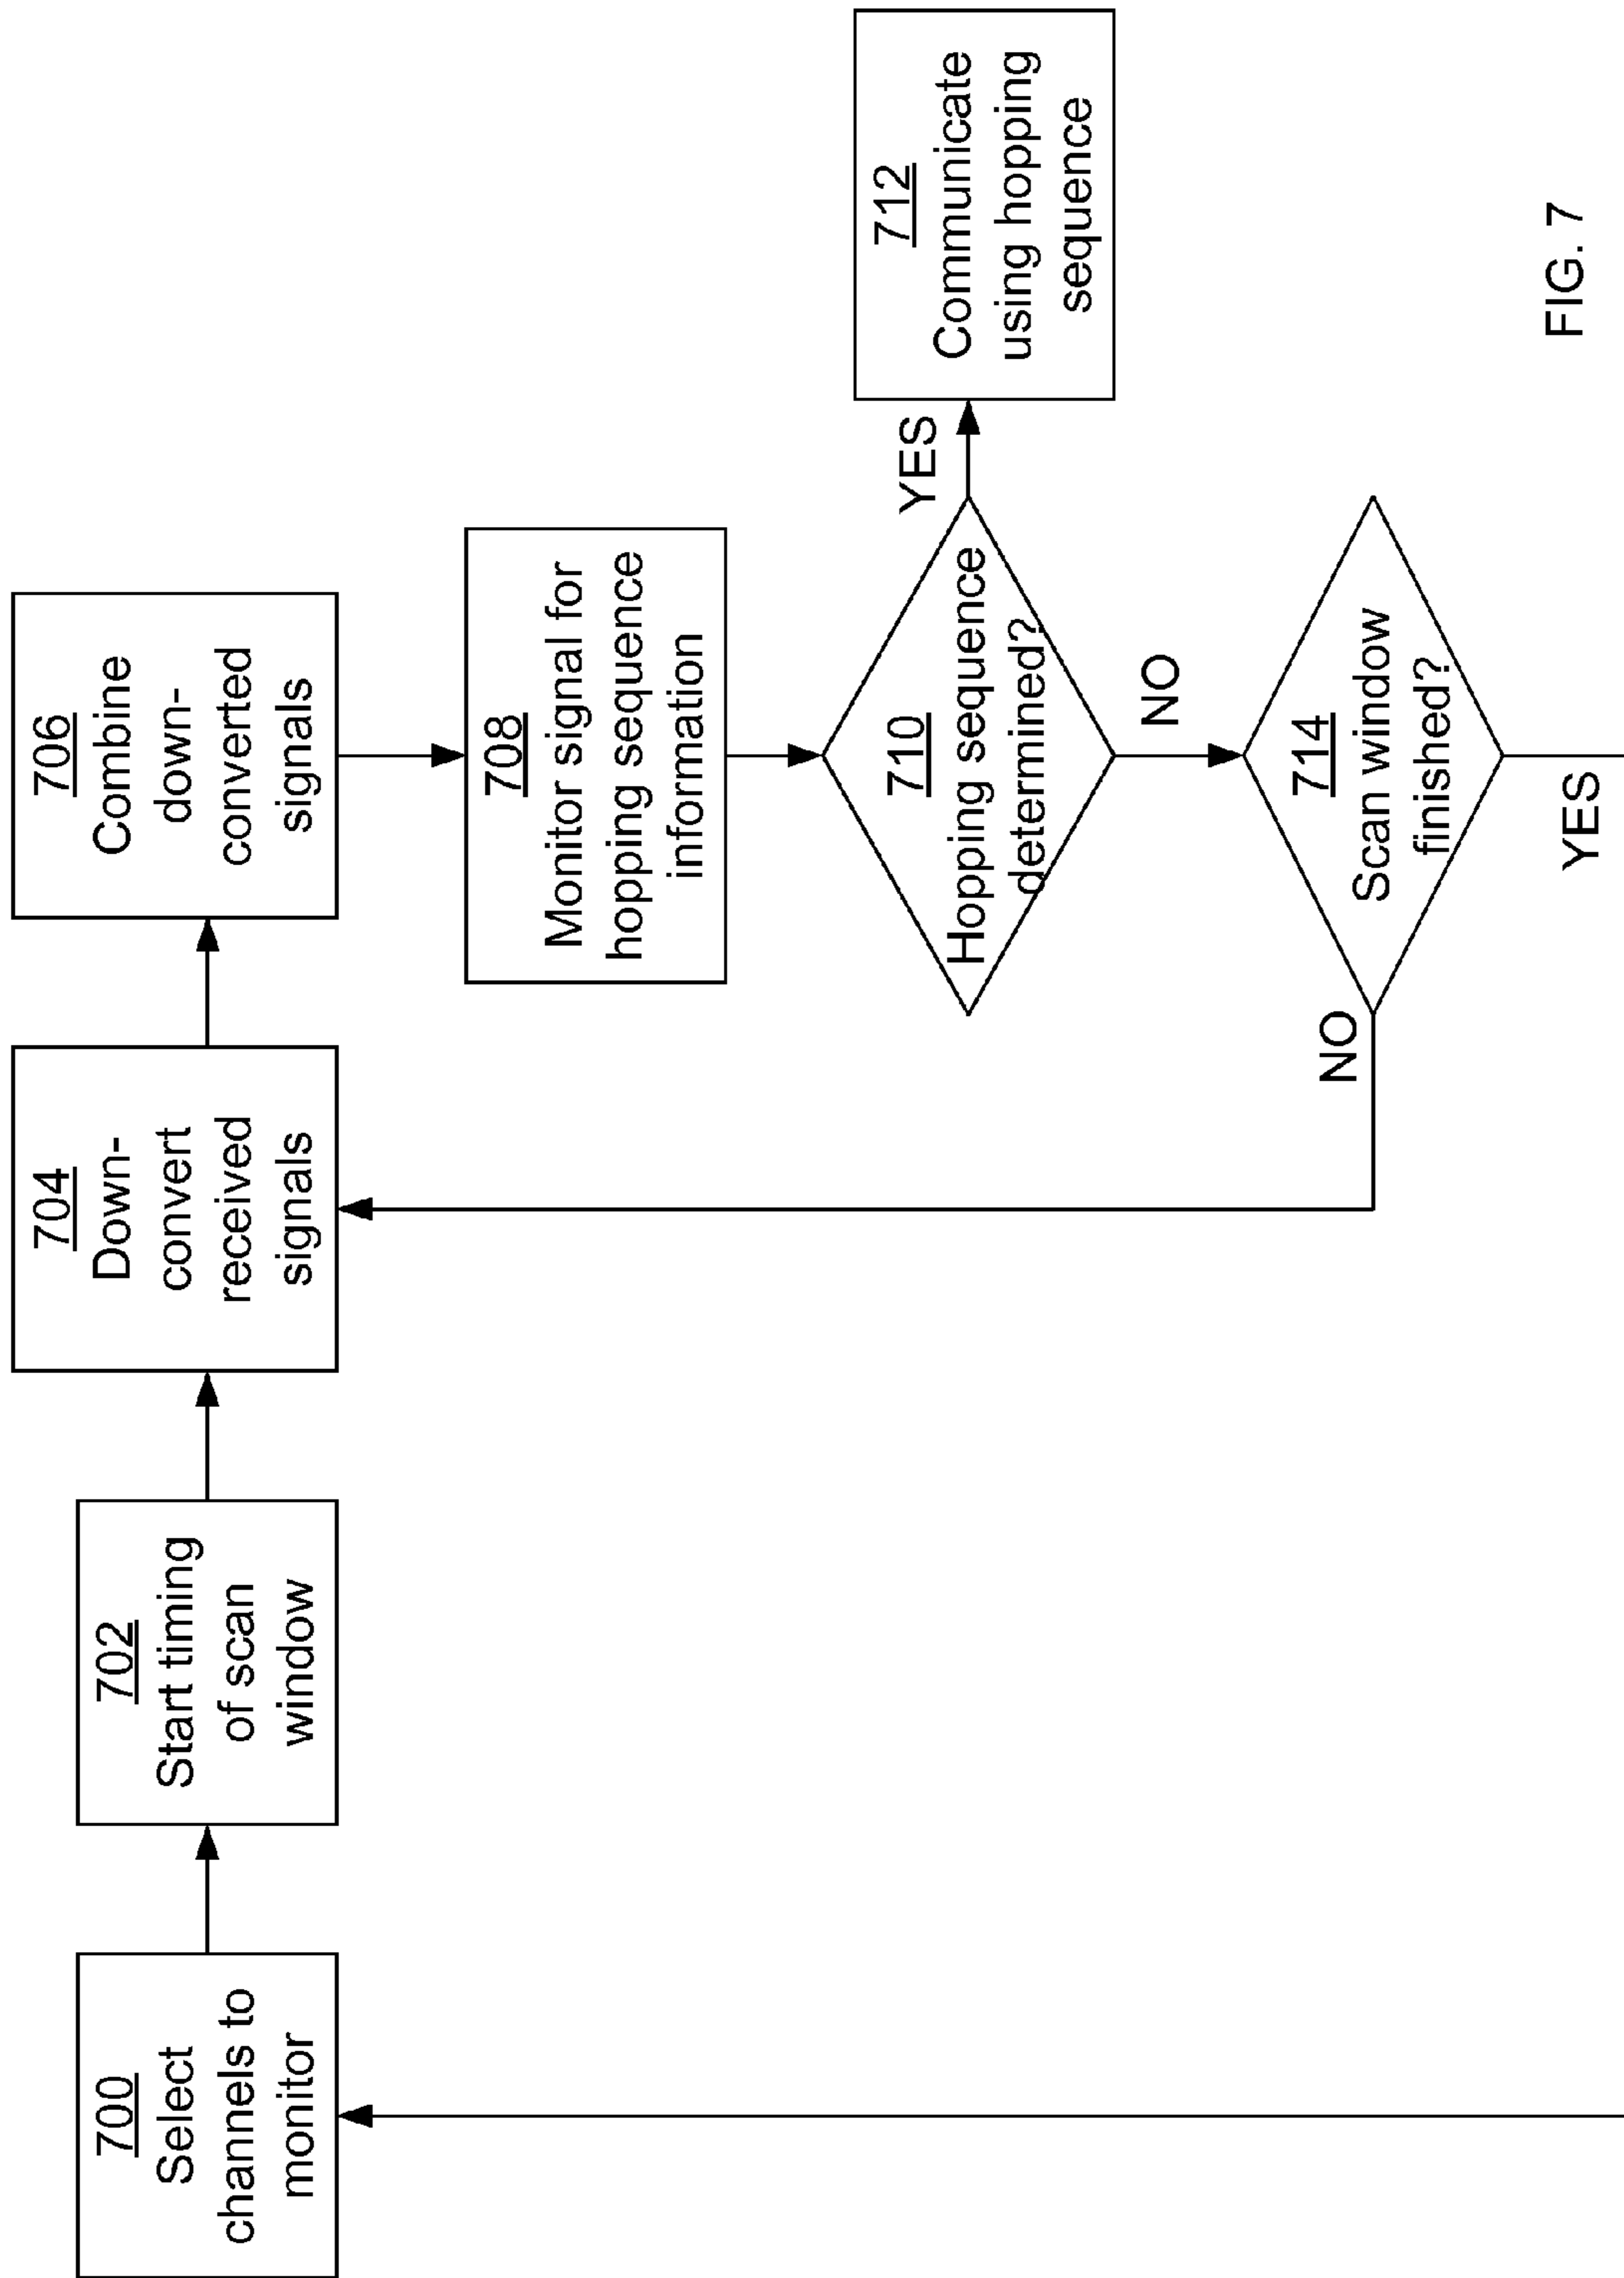 700
Select
channels to
monitor
702
Start timing
of scan
window
704
Down-
convert
received
signals
706
Combine
down-
converted
signals
708
Monitor signal for
hopping sequence
information
710
Hopping sequence
determined?
YES
712
Communicate
using hopping
sequence
NO
714
Scan window
finished?
NO
YES
FIG. 7